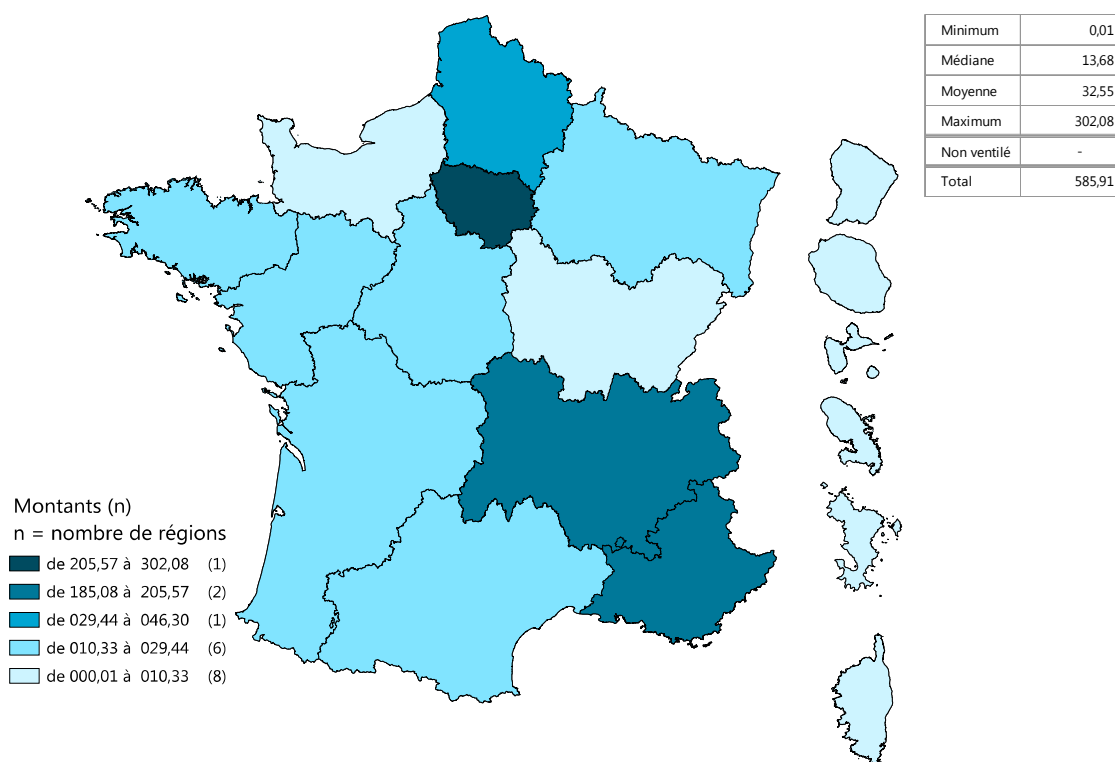 Minimum 0,01
Médiane 13,68
Moyenne 32,55
Maximum 302,08
Non ventilé -
Total 585,91
Montants (n)
n = nombre de régions
de 205,57 à 302,08 (1)
de 185,08 à 205,57 (2)
de 029,44 à 046,30 (1)
de 010,33 à 029,44 (6)
de 000,01 à 010,33 (8)